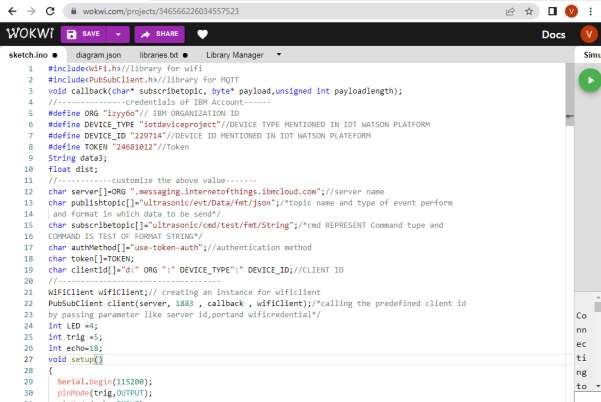 wokwi.com/projects/346566226034557523
V
WOKWI
SAVE
SHARE
Docs
V
sketch.ino
diagram.json
libraries.txt
Library Manager
Simu
1 #include<WiFi.h>//library for wifi
2 #include<PubSubClient.h>//library for MQTT
3 void callback(char* subscribetopic, byte* payload,unsigned int payloadlength);
4 //---------------credentials of IBM Account------
5 #define ORG "izyy6o"// IBM ORGANIZATION ID
6 #define DEVICE_TYPE "iotdeviceproject"//DEVICE TYPE MENTIONED IN IOT WATSON PLATFORM
7 #define DEVICE_ID "229714"//DEVICE ID MENTIONED IN IOT WATSON PLATEFORM
8 #define TOKEN "24681012"//Token
9 String data3;
10 float dist;
11 //------------customize the above value-------
12 char server[]=ORG ".messaging.internetofthings.ibmcloud.com";//server name
13 char publishtopic[]="ultrasonic/evt/Data/fmt/json";/*topic name and type of event perform
14 and format in which data to be send*/
15 char subscribetopic[]="ultrasonic/cmd/test/fmt/String";/*cmd REPRESENT Command tupe and
16 COMMAND IS TEST OF FORMAT STRING*/
17 char authMethod[]="use-token-auth";//authentication method
18 char token[]=TOKEN;
19 char clientid[]="d:" ORG ":" DEVICE_TYPE":" DEVICE_ID;//CLIENT ID
20 //------------------------------------
21 WiFiClient wifiClient;// creating an instance for wificlient
22 PubSubClient client(server, 1883 , callback , wifiClient);/*calling the predefined client id
23 by passing parameter like server id,portand wificredential*/
24 int LED =4;
25 int trig =5;
26 int echo=18;
27 void setup()
28 {
29 Serial.begin(115200);
30 pinMode(trig,OUTPUT);
Co
nn
ec
ti
ng
to